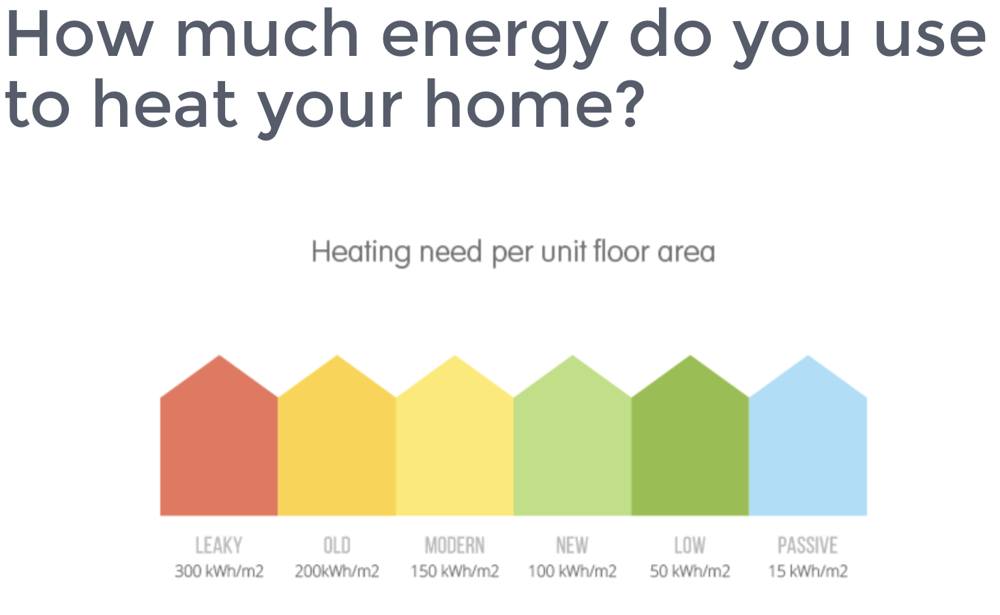 How much energy do you use
to heat your home?
Heating need per unit floor area
LEAKY
300 kWh/m2
OLD
200kWh/m2
MODERN
150 kWh/m2
NEW
100 kWh/m2
LOW
50 kWh/m2
PASSIVE
15 kWh/m2